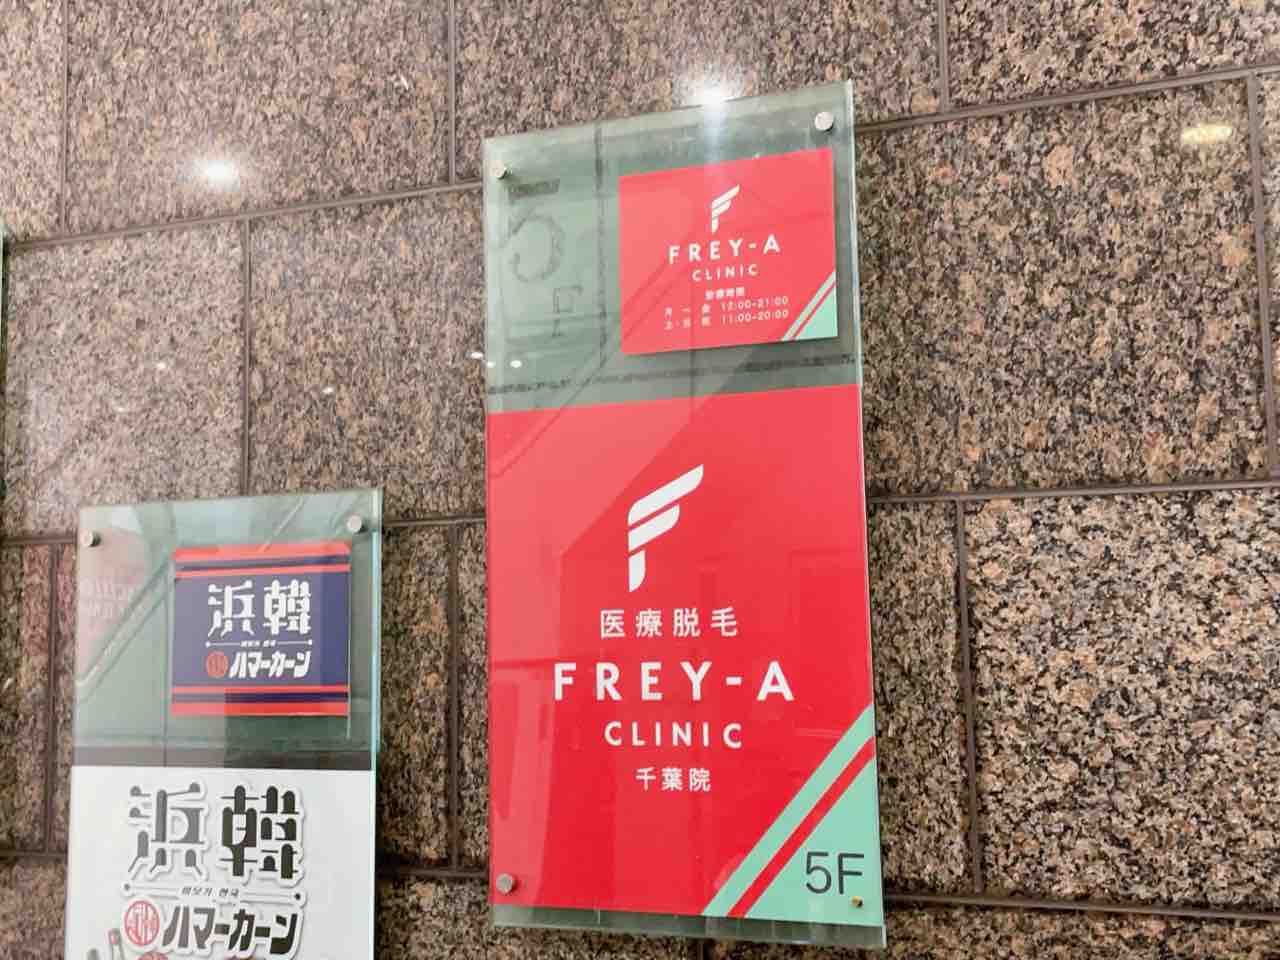 FREY-A
CLINIC
診療時間
月 ー 金 12:00-21:00
土・日・祝 11:00-20:00
医療脱毛
FREY-A
CLINIC
千葉院
5F
浜韓
ハマーカーン
浜韓
ハマーカーン